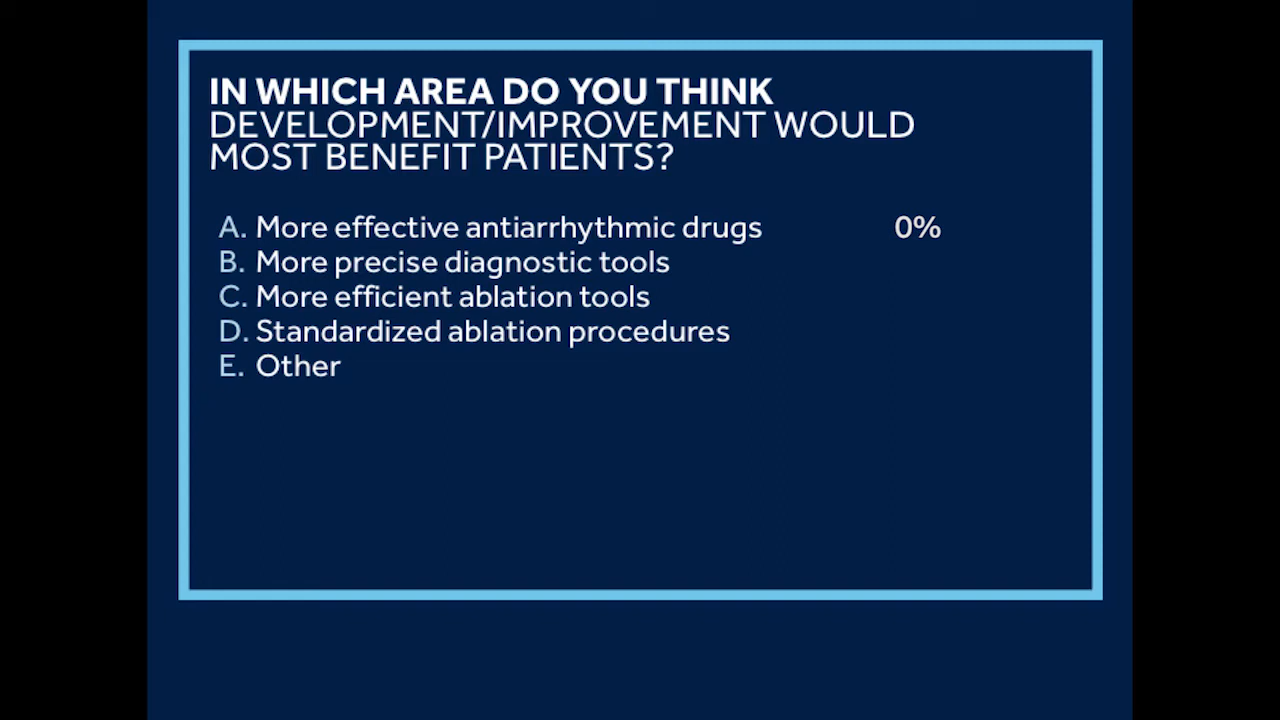 IN WHICH AREA DO YOU THINK
DEVELOPMENT/IMPROVEMENT WOULD
MOST BENEFIT PATIENTS?
A. More effective antiarrhythmic drugs 0%
B. More precise diagnostic tools
C. More efficient ablation tools
D. Standardized ablation procedures
E. Other